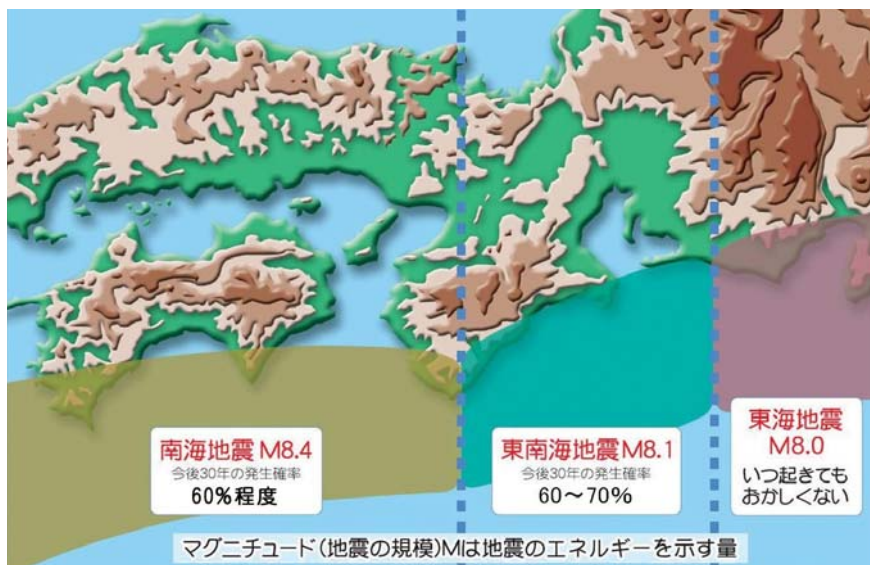 南海地震 M8.4
今後30年の発生確率
60%程度
東南海地震M8.1
今後30年の発生確率
60～70%
東海地震
M8.0
いつ起きても
おかしくない
マグニチュード(地震の規模)Mは地震のエネルギーを示す量